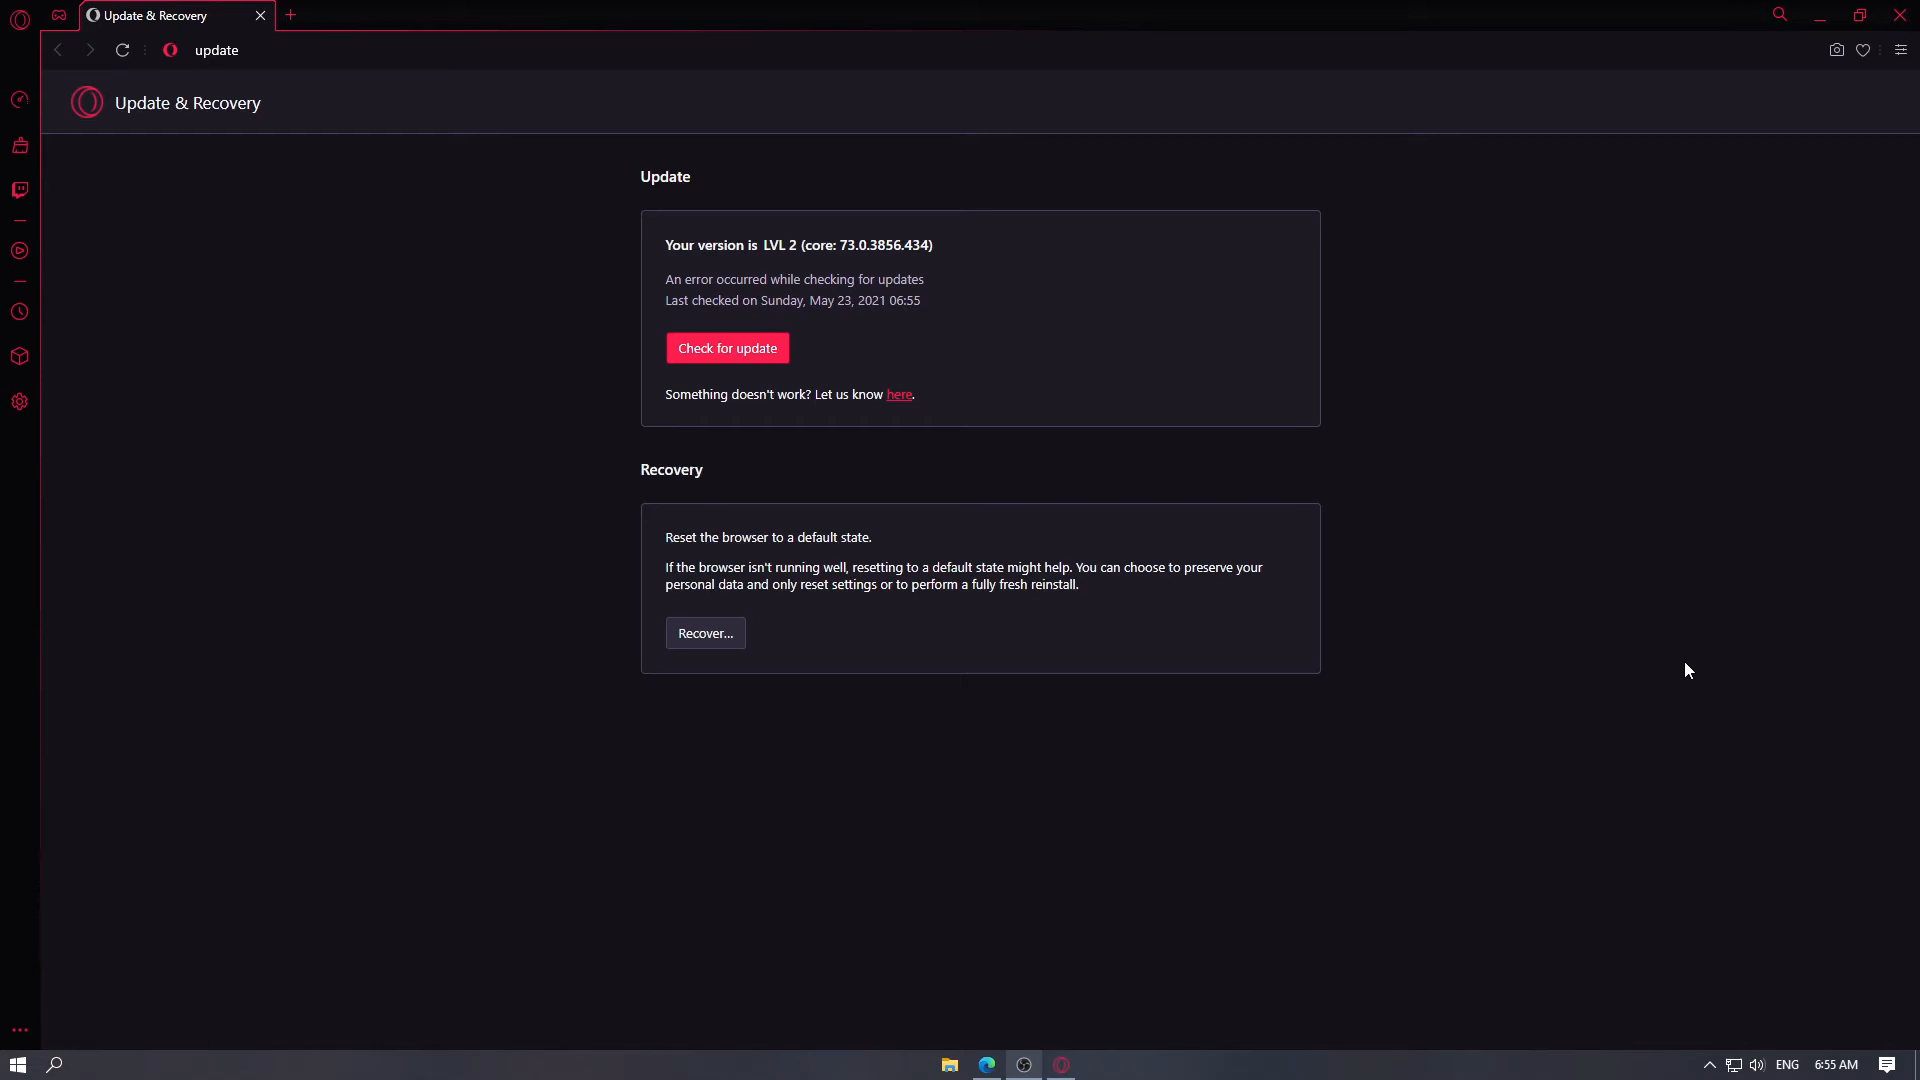 Update & Recovery
update
Update & Recovery
Update
Your version is LVL 2 (core: 73.0.3856.434)
An error occurred while checking for updates
Last checked on Sunday, May 23, 2021 06:55
Check for update
Something doesn't work? Let us know here.
Recovery
Reset the browser to a default state.
If the browser isn't running well, resetting to a default state might help. You can choose to preserve your
personal data and only reset settings or to perform a fully fresh reinstall.
Recover...
ENG
6:55 AM